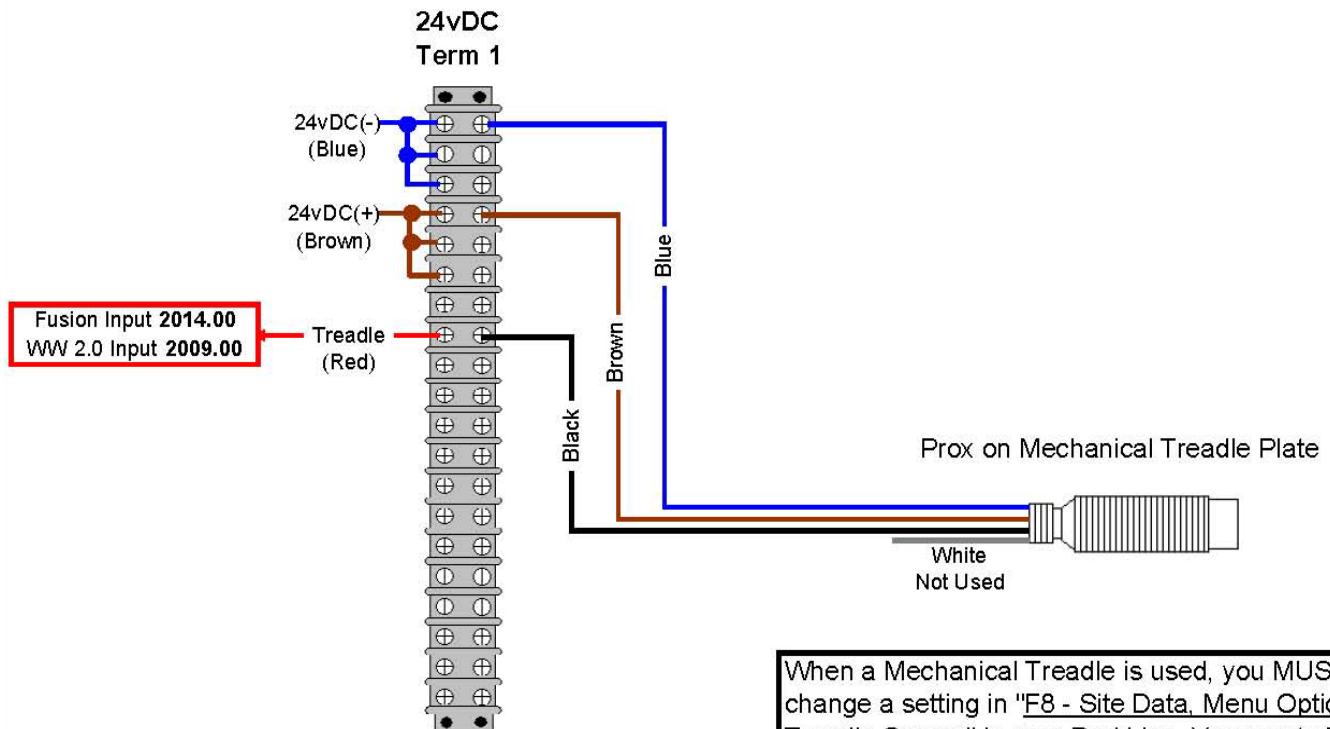 24vDC
Term 1
24vDC(-)
(Blue)
24vDC(+)
(Brown)
Fusion Input 2014.00
WW 2.0 Input 2009.00
Treadle
(Red)
Blue
Brown
Black
Prox on Mechanical Treadle Plate
White
Not Used
When a Mechanical Treadle is used, you MUS
change a setting in "F8 - Site Data, Menu Optio